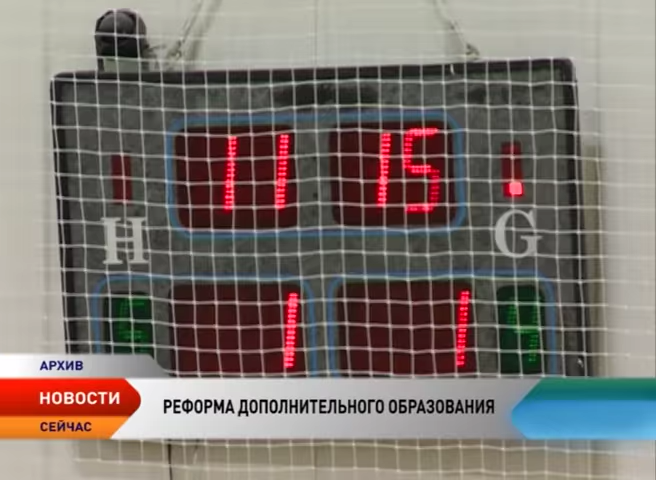 11 15
H G
1 1
АРХИВ
НОВОСТИ
РЕФОРМА ДОПОЛНИТЕЛЬНОГО ОБРАЗОВАНИЯ
СЕЙЧАС